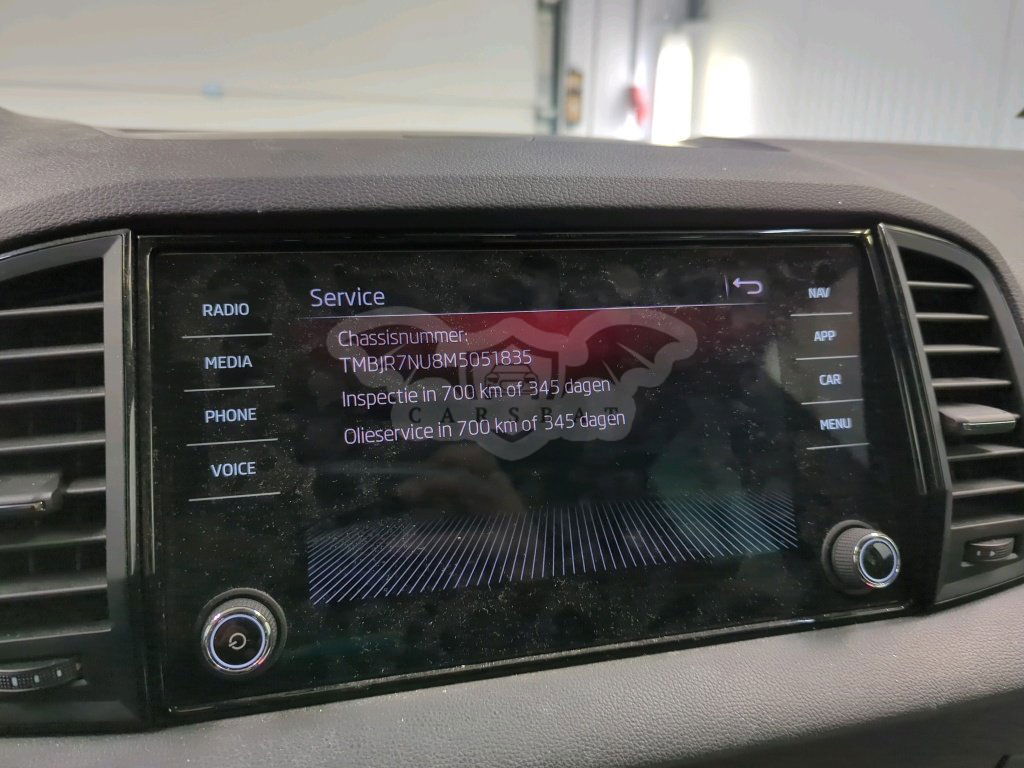 Service
RADIO
MEDIA
PHONE
VOICE
Chassisnummer:
TMBJR7NU8M5051835
Inspectie in 700 km of 345 dagen
Olieservice in 700 km of 345 dagen
CARSBAT
NAV
APP
CAR
MENU